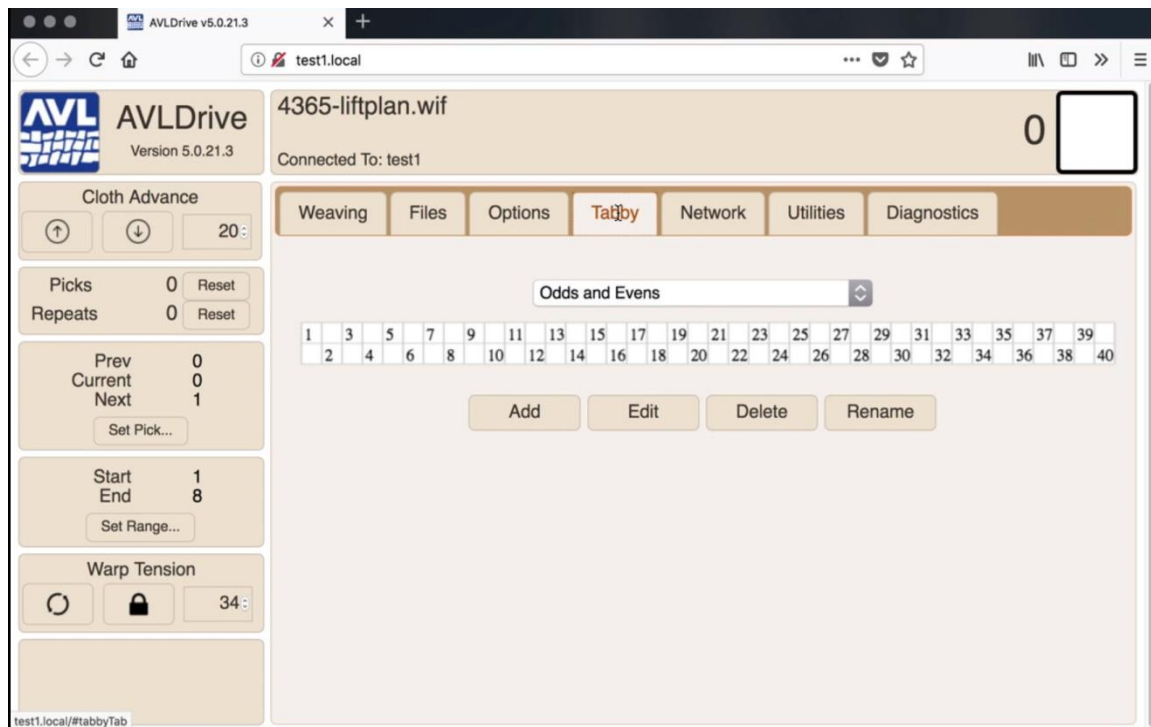 AVLDrive v5.0.21.3
test1.local
AVL
AVLDrive
Version 5.0.21.3
4365-liftplan.wif
Connected To: test1
0
Cloth Advance
20
Picks 0 Reset
Repeats 0 Reset
Prev 0
Current 0
Next 1
Set Pick...
Start 1
End 8
Set Range...
Warp Tension
34
Weaving Files Options Tabby Network Utilities Diagnostics
Odds and Evens
1 3 5 7 9 11 13 15 17 19 21 23 25 27 29 31 33 35 37 39
2 4 6 8 10 12 14 16 18 20 22 24 26 28 30 32 34 36 38 40
Add Edit Delete Rename
test1.local/#tabbyTab